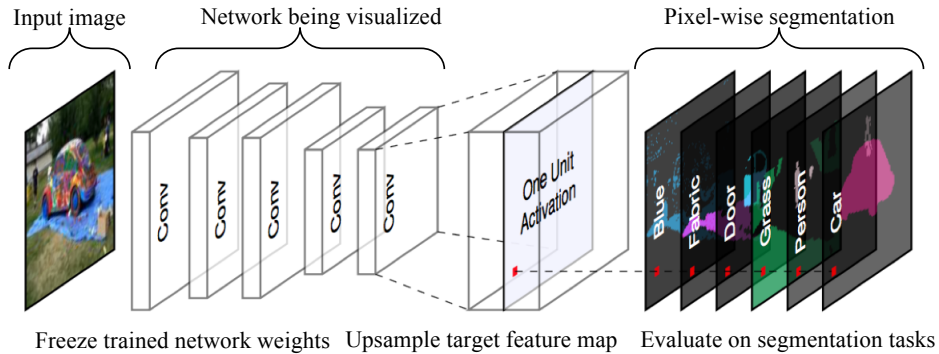 Input image
Network being visualized
Pixel-wise segmentation
Conv
Conv
Conv
Conv
Conv
One Unit
Activation
Blue
Fabric
Door
Grass
Person
Car
Freeze trained network weights
Upsample target feature map
Evaluate on segmentation tasks